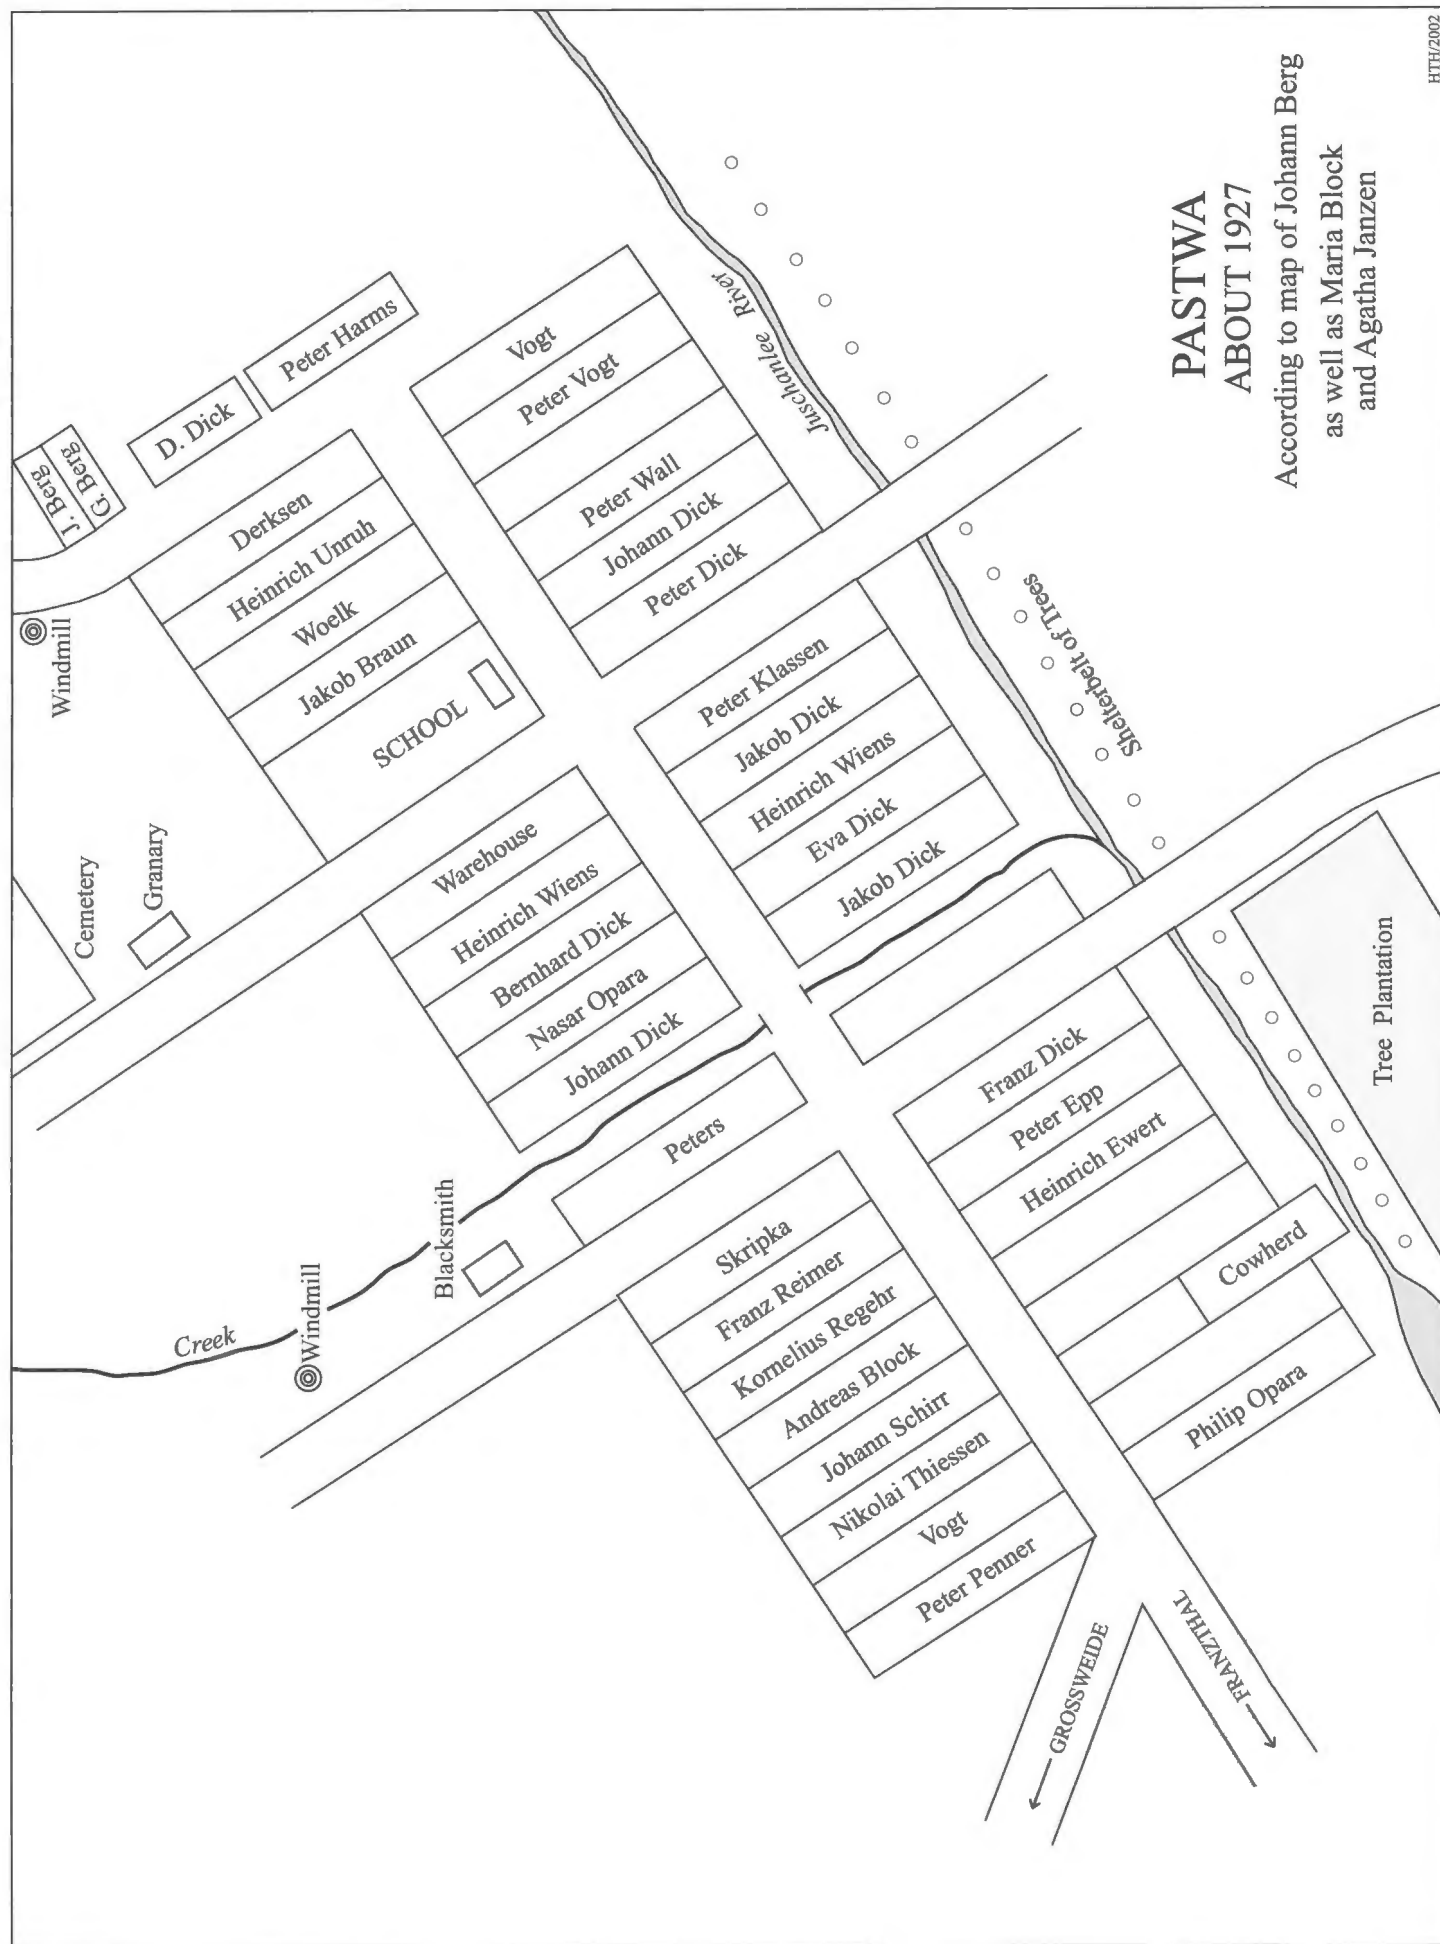 PASTWA
ABOUT 1927
According to map of Johann Berg
as well as Maria Block
and Agatha Janzen
HTH/2002
J. Berg
G. Berg
D. Dick
Peter Harms
Windmill
Derksen
Heinrich Unruh
Woelk
Jakob Braun
SCHOOL
Vogt
Peter Vogt
Peter Wall
Johann Dick
Peter Dick
Juschanlee River
Shelterbelt of Trees
Cemetery
Granary
Warehouse
Heinrich Wiens
Bernhard Dick
Nasar Opara
Johann Dick
Peter Klassen
Jakob Dick
Heinrich Wiens
Eva Dick
Jakob Dick
Creek
Windmill
Blacksmith
Peters
Skripka
Franz Reimer
Kornelius Regehr
Andreas Block
Johann Schirr
Nikolai Thiessen
Vogt
Peter Penner
Franz Dick
Peter Epp
Heinrich Ewert
Cowherd
Philip Opara
Tree Plantation
GROSSWEIDE
FRANZTHAL